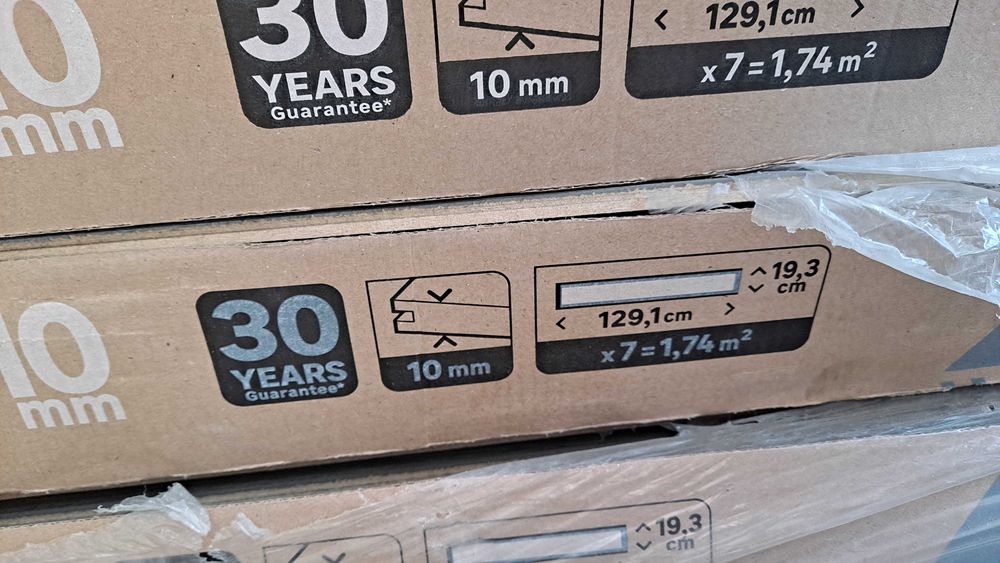 10
mm
30
YEARS
Guarantee*
10 mm
129,1cm
x 7 = 1,74 m²
10
mm
30
YEARS
Guarantee*
10 mm
19,3
cm
129,1cm
x 7 = 1,74 m²
19,3
cm